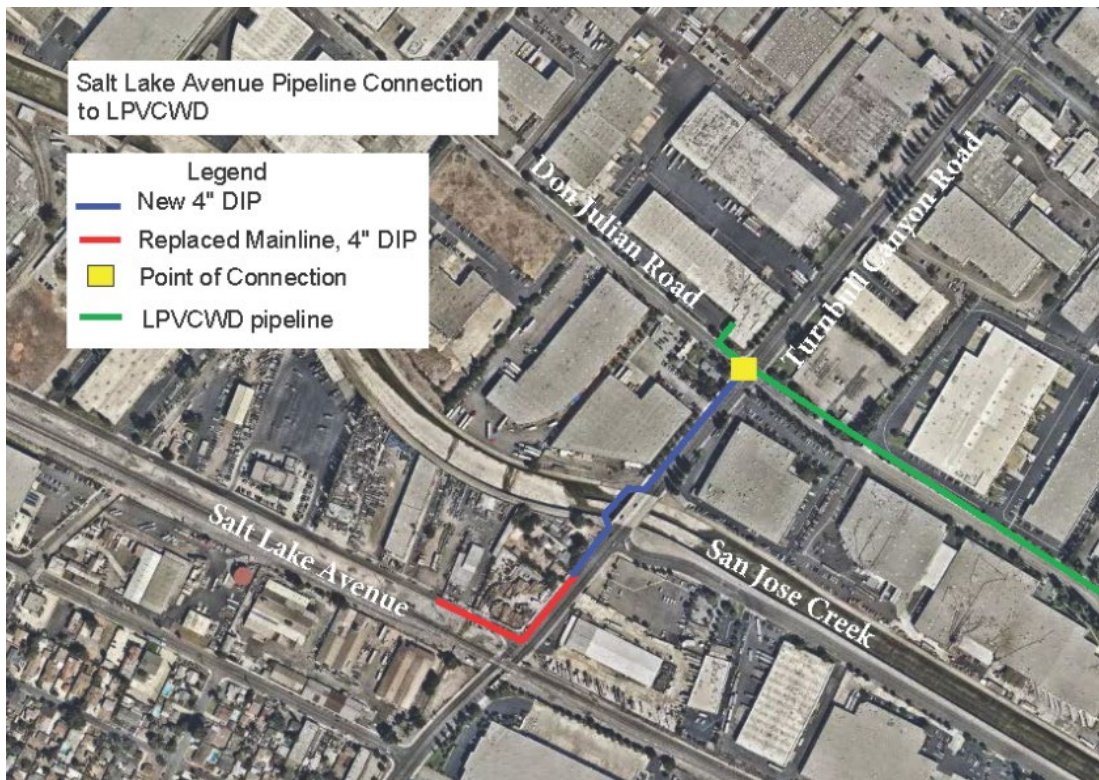 Salt Lake Avenue Pipeline Connection
to LPVCWD
Legend
New 4" DIP
Replaced Mainline, 4" DIP
Point of Connection
LPVCWD pipeline
Don Julian Road
Turnbull Canyon Road
Salt Lake Avenue
San Jose Creek